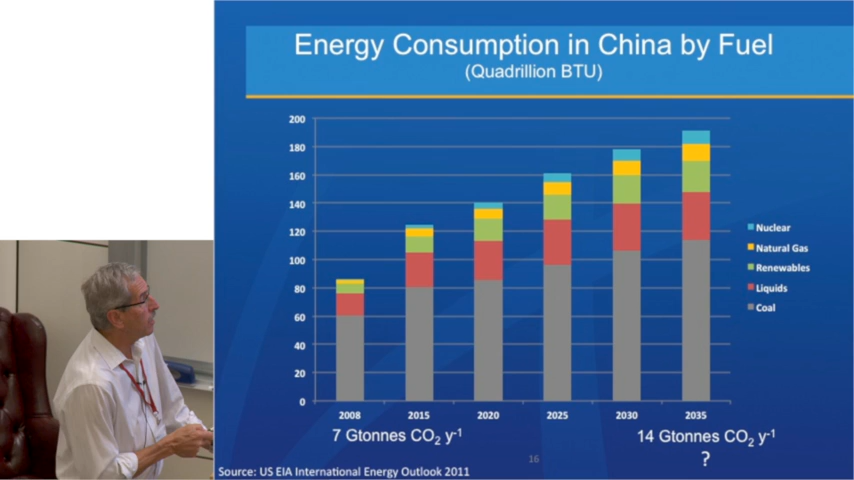 Energy Consumption in China by Fuel
(Quadrillion BTU)
200
180
160
140
120
100
80
60
40
20
0
2008 2015 2020 2025 2030 2035
Nuclear
Natural Gas
Renewables
Liquids
Coal
7 Gtonnes CO₂ y⁻¹
14 Gtonnes CO₂ y⁻¹
?
16
Source: US EIA International Energy Outlook 2011